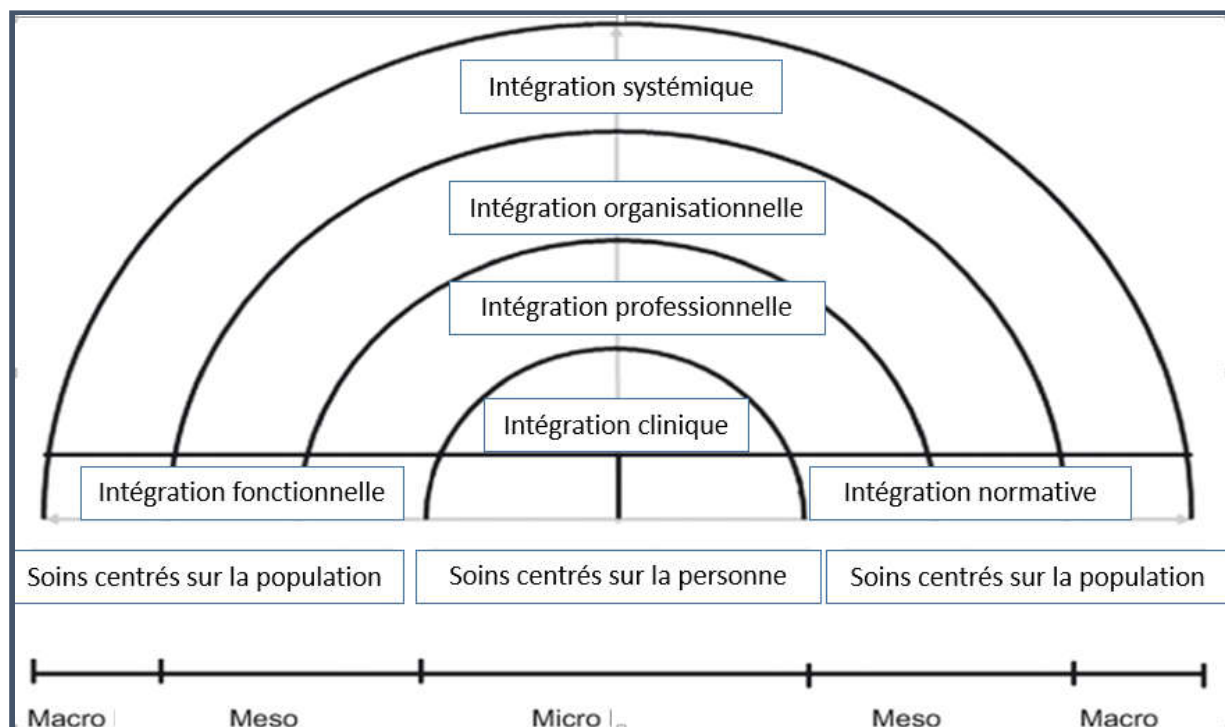 Intégration systémique
Intégration organisationnelle
Intégration professionnelle
Intégration clinique
Intégration fonctionnelle
Intégration normative
Soins centrés sur la population
Soins centrés sur la personne
Soins centrés sur la population
Macro
Meso
Micro
Meso
Macro